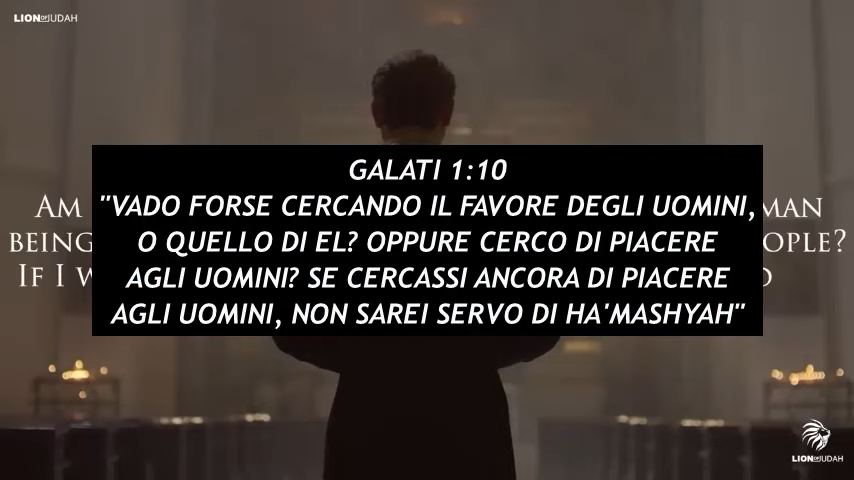 LION OF JUDAH
GALATI 1:10
"VADO FORSE CERCANDO IL FAVORE DEGLI UOMINI,
O QUELLO DI EL? OPPURE CERCO DI PIACERE
AGLI UOMINI? SE CERCASSI ANCORA DI PIACERE
AGLI UOMINI, NON SAREI SERVO DI HA'MASHYAH"
AM
BEING OPLE?
IF I
LION OF JUDAH